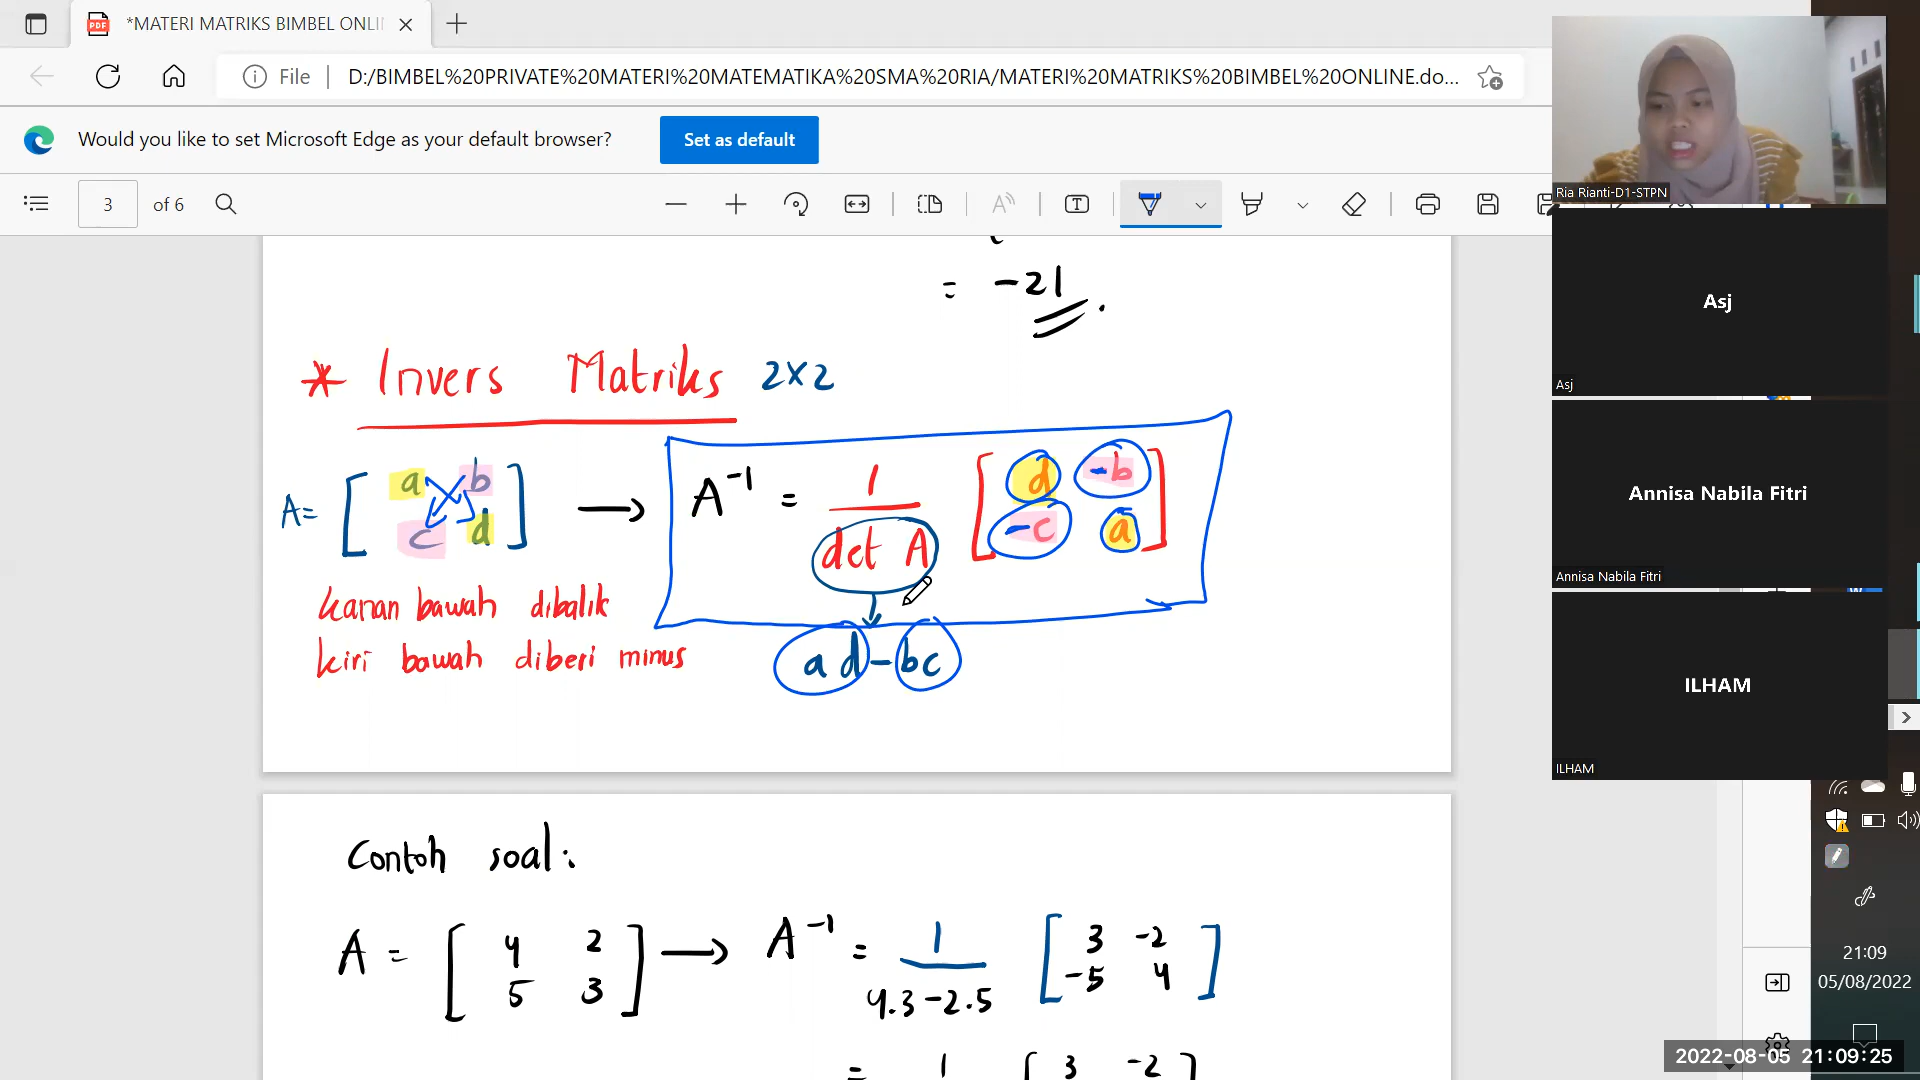 *MATERI MATRIKS BIMBEL ONLI
File
D:/BIMBEL%20PRIVATE%20MATERI%20MATEMATIKA%20SMA%20RIA/MATERI%20MATRIKS%20BIMBEL%20ONLINE.do...
Would you like to set Microsoft Edge as your default browser?
Set as default
3 of 6
= -21
* Invers Matriks 2x2
A = [ a b
c d ]
→ A⁻¹ = 1
det A
[ d -b
-c a ]
kanan bawah dibalik
kiri bawah diberi minus
ad-bc
Contoh soal:
A = [ 4 2
5 3 ]
→ A⁻¹ = 1
4.3-2.5
[ 3 -2
-5 4 ]
= 1 [ 3 -2 ]
Ria Rianti-D1-STPN
Asj
Asj
Annisa Nabila Fitri
Annisa Nabila Fitri
ILHAM
ILHAM
21:09
05/08/2022
2022-08-05 21:09:25